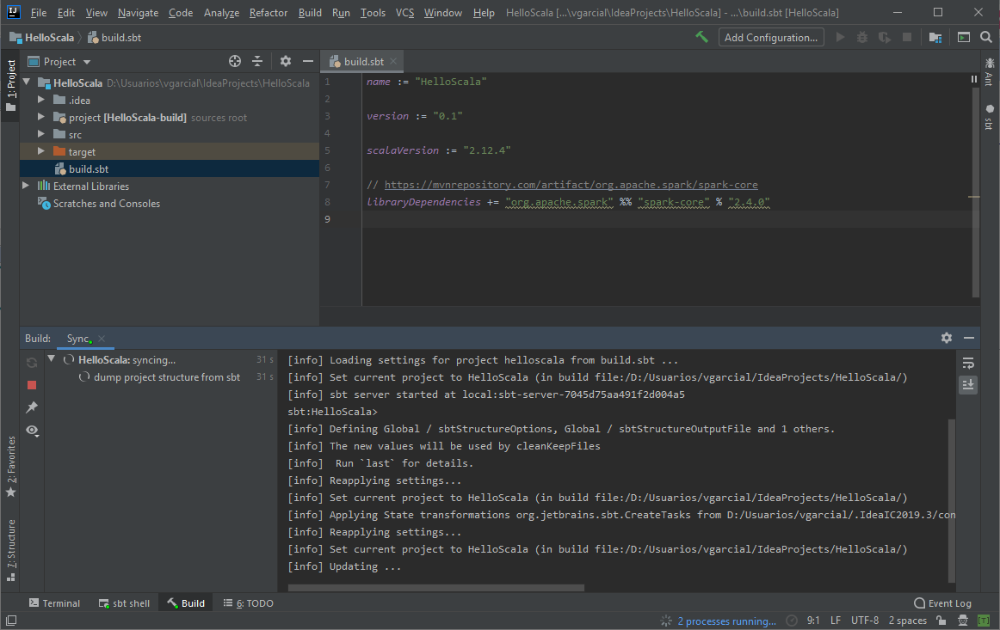 File Edit View Navigate Code Analyze Refactor Build Run Tools VCS Window Help HelloScala [...\vgarcial\IdeaProjects\HelloScala] - ...\build.sbt [HelloScala]
HelloScala build.sbt Add Configuration...
1: Project
Project
build.sbt
HelloScala D:\Usuarios\vgarcial\IdeaProjects\HelloScala
.idea
project [HelloScala-build] sources root
src
target
build.sbt
External Libraries
Scratches and Consoles
1 name := "HelloScala"
2
3 version := "0.1"
4
5 scalaVersion := "2.12.4"
6
7 // https://mvnrepository.com/artifact/org.apache.spark/spark-core
8 libraryDependencies += "org.apache.spark" %% "spark-core" % "2.4.0"
9
Ant
sbt
Build: Sync
HelloScala: syncing... 31 s
dump project structure from sbt 31 s
[info] Loading settings for project helloscala from build.sbt ...
[info] Set current project to HelloScala (in build file:/D:/Usuarios/vgarcial/IdeaProjects/HelloScala/)
[info] sbt server started at local:sbt-server-7045d75aa491f2d004a5
sbt:HelloScala>
[info] Defining Global / sbtStructureOptions, Global / sbtStructureOutputFile and 1 others.
[info] The new values will be used by cleanKeepFiles
[info]  Run `last` for details.
[info] Reapplying settings...
[info] Set current project to HelloScala (in build file:/D:/Usuarios/vgarcial/IdeaProjects/HelloScala/)
[info] Applying State transformations org.jetbrains.sbt.CreateTasks from D:/Usuarios/vgarcial/.IdeaIC2019.3/con
[info] Reapplying settings...
[info] Set current project to HelloScala (in build file:/D:/Usuarios/vgarcial/IdeaProjects/HelloScala/)
[info] Updating ...
2: Favorites
7: Structure
Terminal sbt shell Build 6: TODO Event Log
2 processes running... 9:1 LF UTF-8 2 spaces [T]